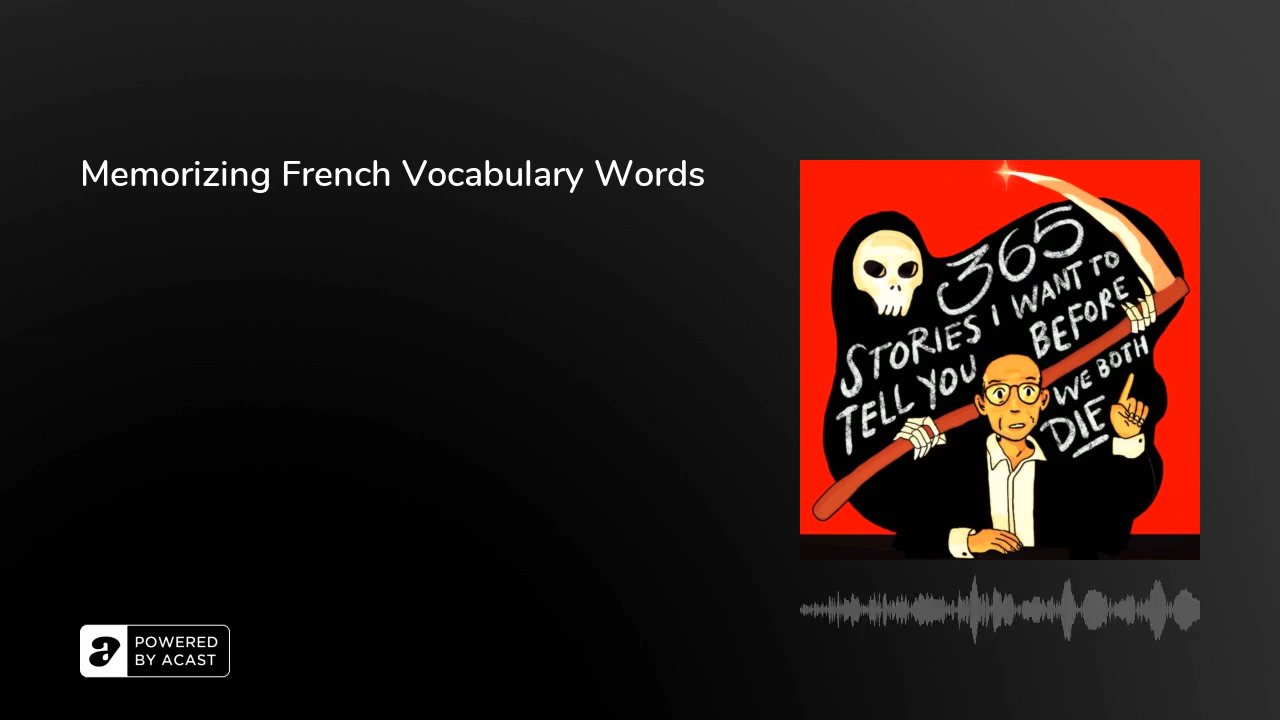 Memorizing French Vocabulary Words
365
STORIES I WANT TO
TELL YOU BEFORE
WE BOTH
DIE
a POWERED
BY ACAST